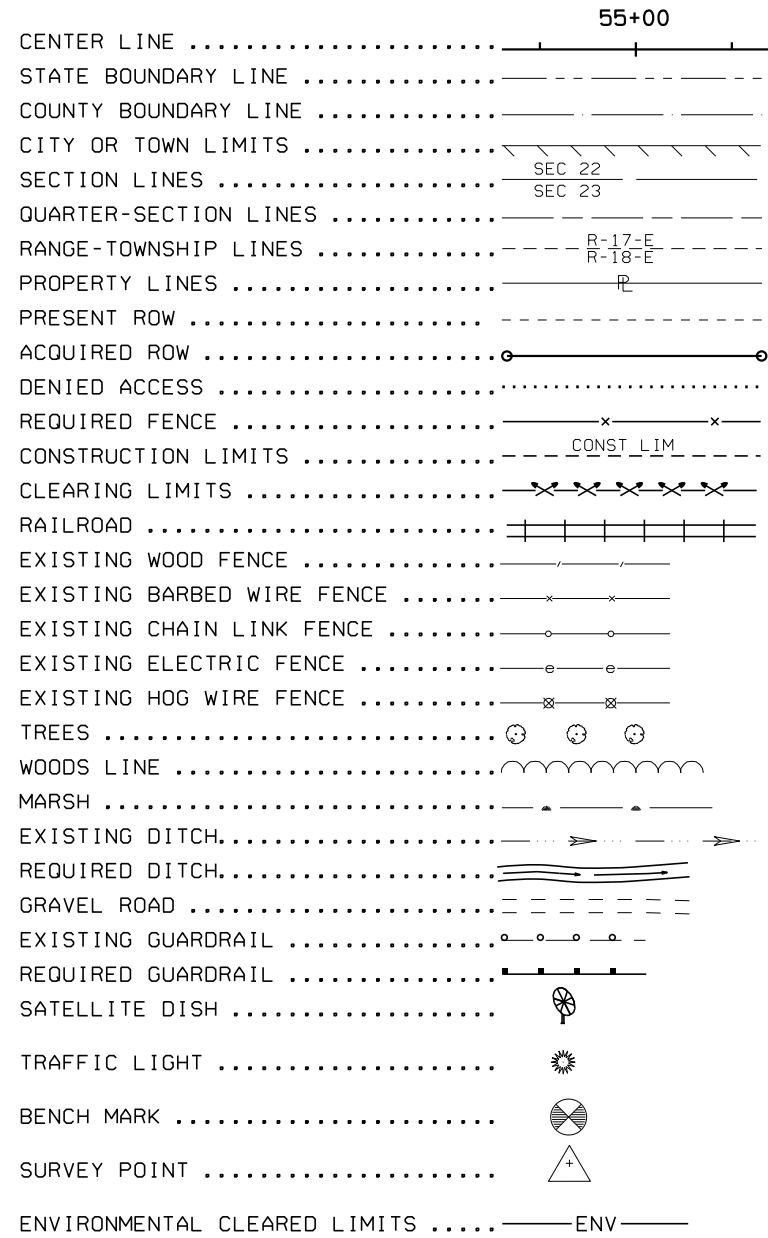 55+00
CENTER LINE ......................
STATE BOUNDARY LINE ..............
COUNTY BOUNDARY LINE .............
CITY OR TOWN LIMITS ..............
SEC 22
SECTION LINES ....................
SEC 23
QUARTER-SECTION LINES ............
R-17-E
RANGE-TOWNSHIP LINES .............
R-18-E
PROPERTY LINES ................... PL
PRESENT ROW .....................
ACQUIRED ROW .....................
DENIED ACCESS ....................
REQUIRED FENCE ................... x x
CONST LIM
CONSTRUCTION LIMITS ..............
CLEARING LIMITS ..................
RAILROAD .........................
EXISTING WOOD FENCE ..............
EXISTING BARBED WIRE FENCE ....... x x
EXISTING CHAIN LINK FENCE ........
EXISTING ELECTRIC FENCE .......... e e
EXISTING HOG WIRE FENCE ..........
TREES ............................
WOODS LINE .......................
MARSH ............................
EXISTING DITCH....................
REQUIRED DITCH....................
GRAVEL ROAD ......................
EXISTING GUARDRAIL ...............
REQUIRED GUARDRAIL ...............
SATELLITE DISH ...................
TRAFFIC LIGHT ....................
BENCH MARK .......................
SURVEY POINT .....................
ENVIRONMENTAL CLEARED LIMITS ..... ENV